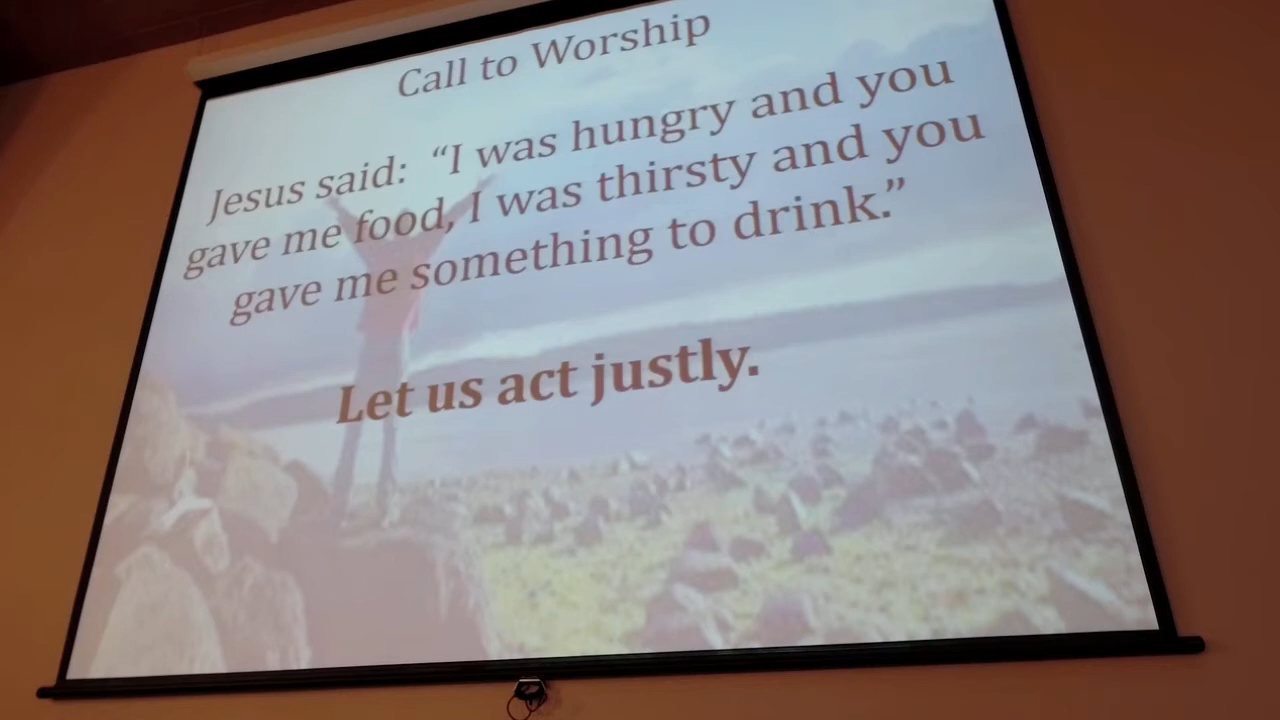 Call to Worship
Jesus said: “I was hungry and you
gave me food, I was thirsty and you
gave me something to drink.”
Let us act justly.